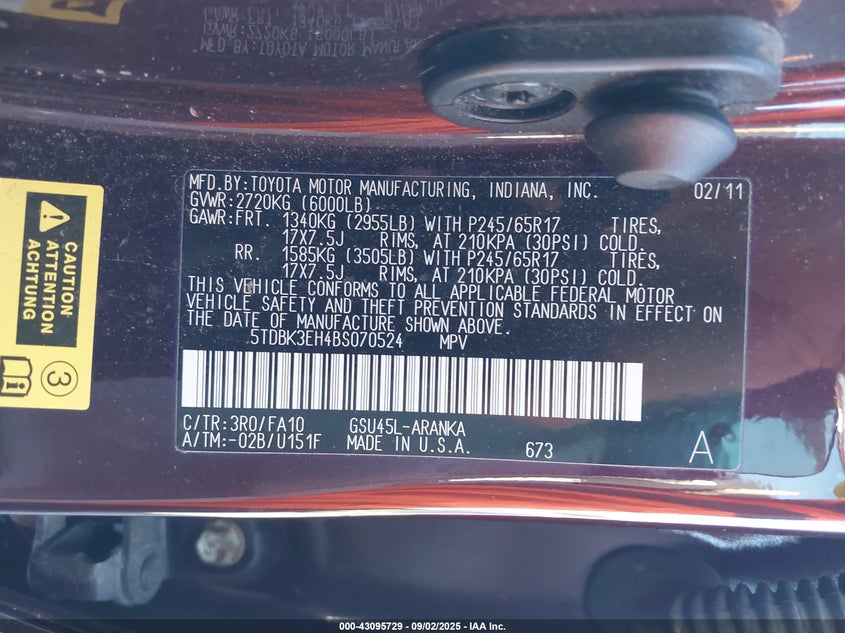 MFD.BY:TOYOTA MOTOR MANUFACTURING, INDIANA, INC. 02/11
GVWR:2720KG (6000LB)
GAWR:FRT. 1340KG (2955LB) WITH P245/65R17 TIRES,
17X7.5J RIMS, AT 210KPA (30PSI) COLD.
RR. 1585KG (3505LB) WITH P245/65R17 TIRES,
17X7.5J RIMS, AT 210KPA (30PSI) COLD.
THIS VEHICLE CONFORMS TO ALL APPLICABLE FEDERAL MOTOR
VEHICLE SAFETY AND THEFT PREVENTION STANDARDS IN EFFECT ON
THE DATE OF MANUFACTURE SHOWN ABOVE.
5TDBK3EH4BS070524 MPV
C/TR:3R0/FA10 GSU45L-ARANKA
A/TM:-02B/U151F MADE IN U.S.A. 673 A
CAUTION
ATTENTION
ACHTUNG
3
000-43095729 - 09/02/2025 - IAA Inc.